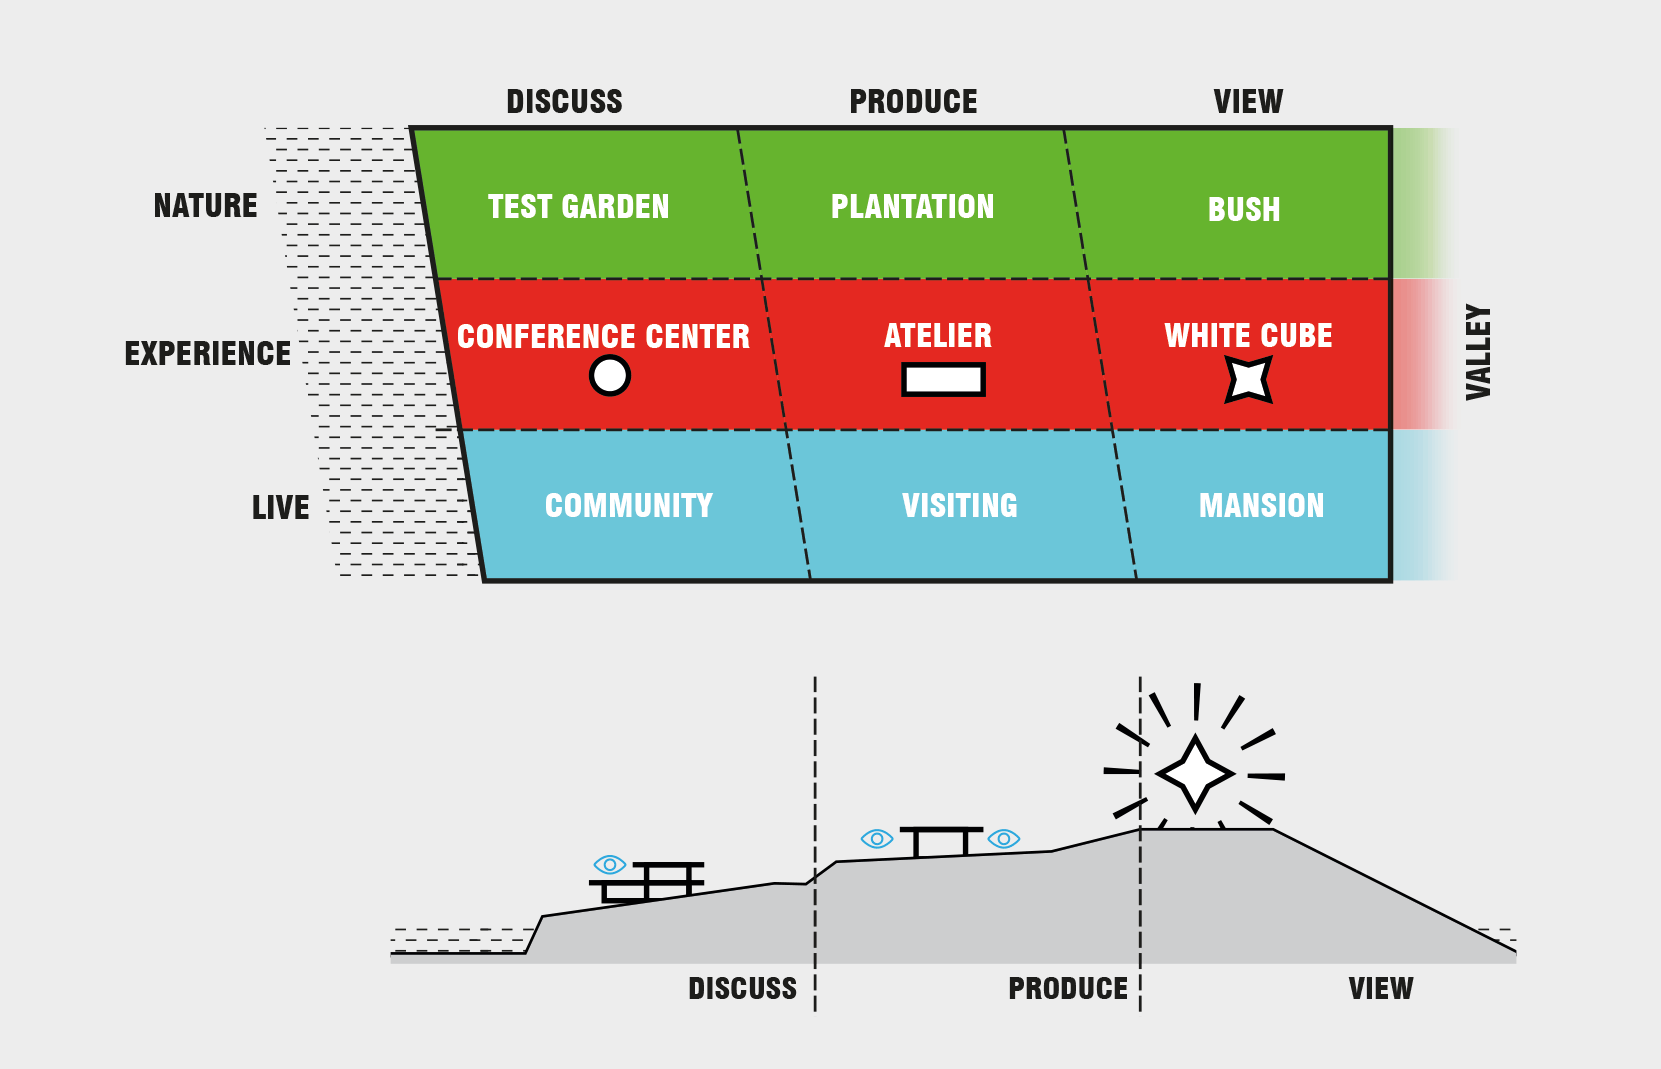 DISCUSS PRODUCE VIEW
NATURE TEST GARDEN PLANTATION BUSH
EXPERIENCE CONFERENCE CENTER ATELIER WHITE CUBE
VALLEY
LIVE COMMUNITY VISITING MANSION
DISCUSS PRODUCE VIEW